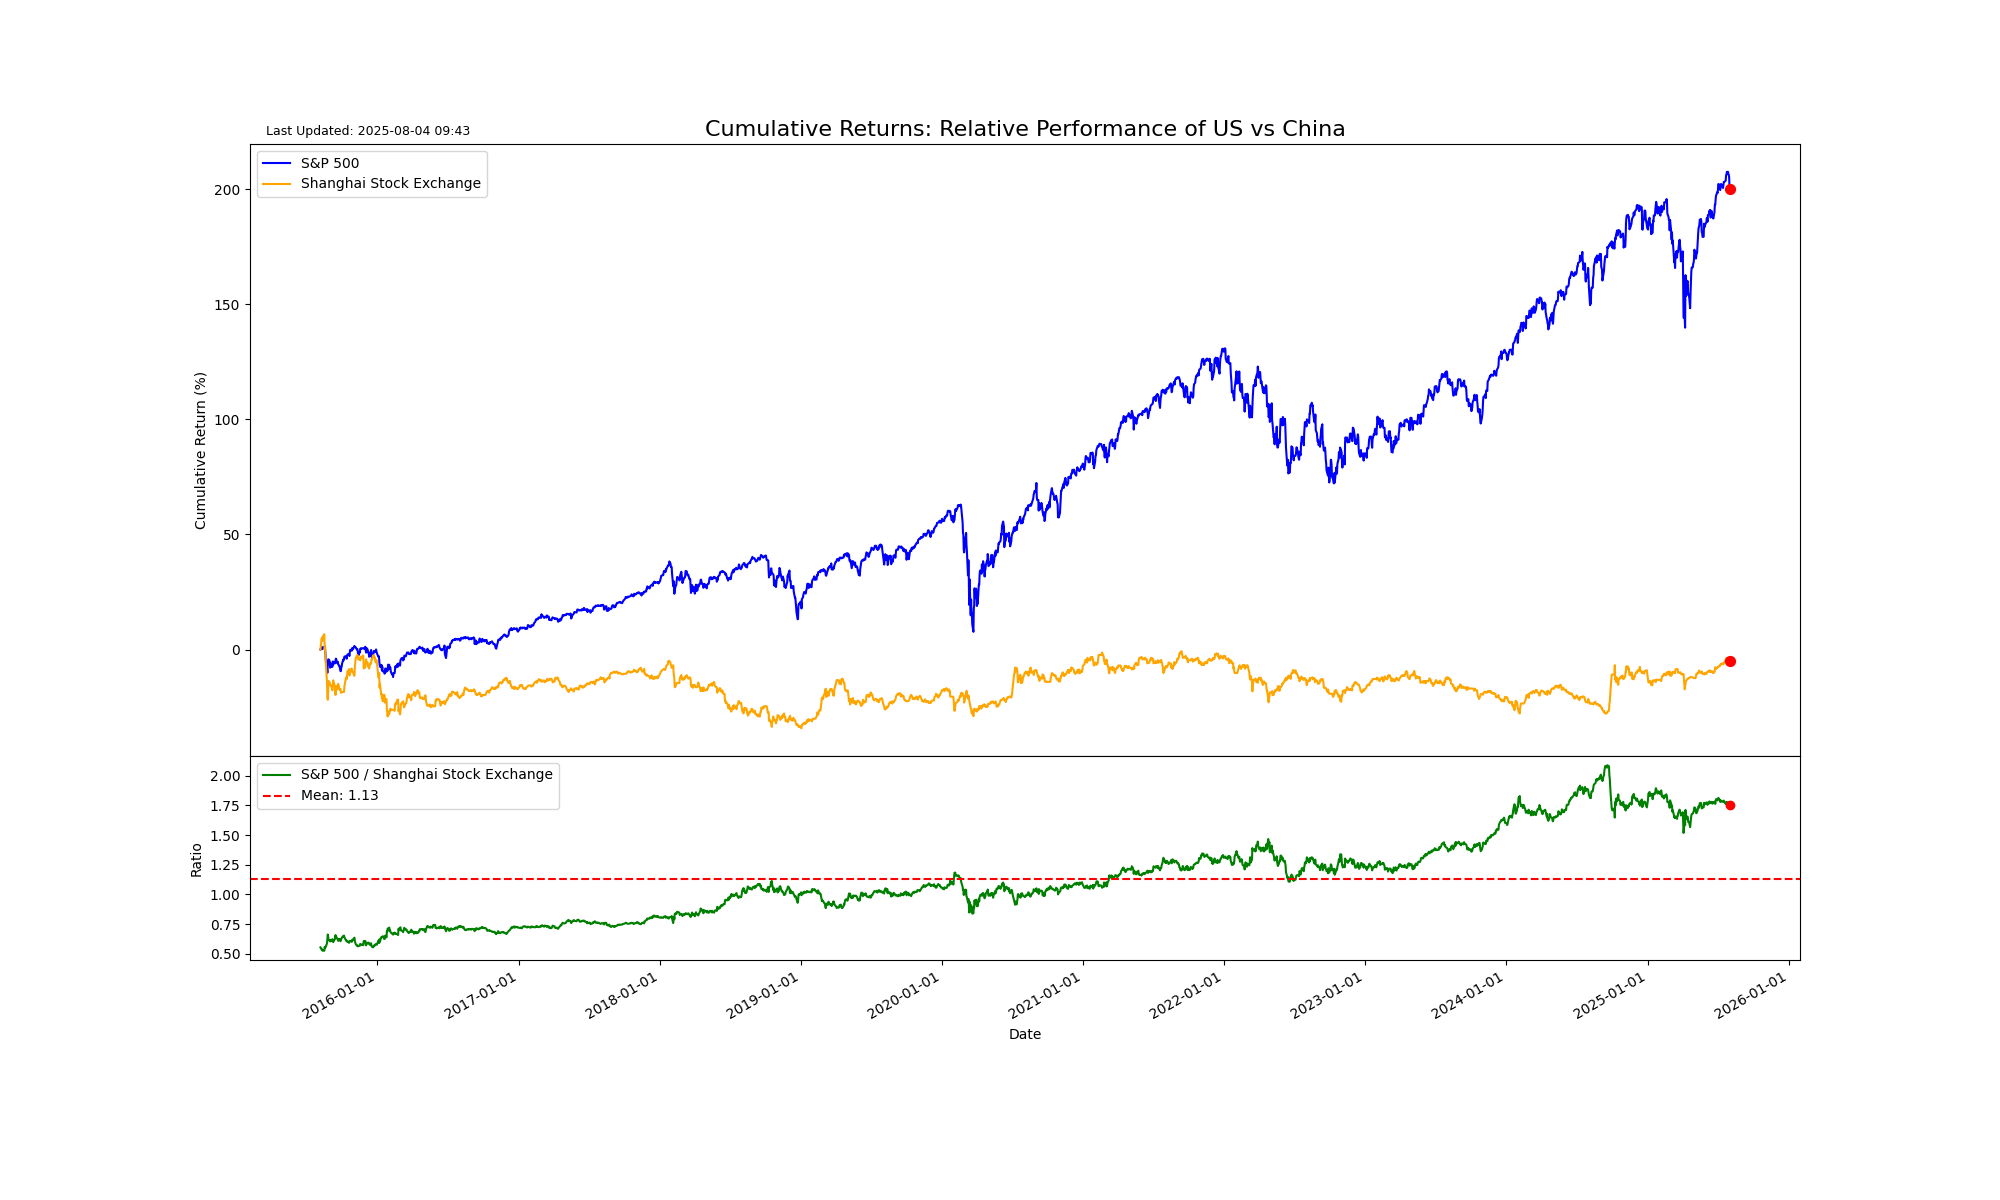 Last Updated: 2025-08-04 09:43
Cumulative Returns: Relative Performance of US vs China
S&P 500
Shanghai Stock Exchange
200
150
100
50
0
Cumulative Return (%)
S&P 500 / Shanghai Stock Exchange
Mean: 1.13
2.00
1.75
1.50
1.25
1.00
0.75
0.50
Ratio
2016-01-01
2017-01-01
2018-01-01
2019-01-01
2020-01-01
2021-01-01
2022-01-01
2023-01-01
2024-01-01
2025-01-01
2026-01-01
Date